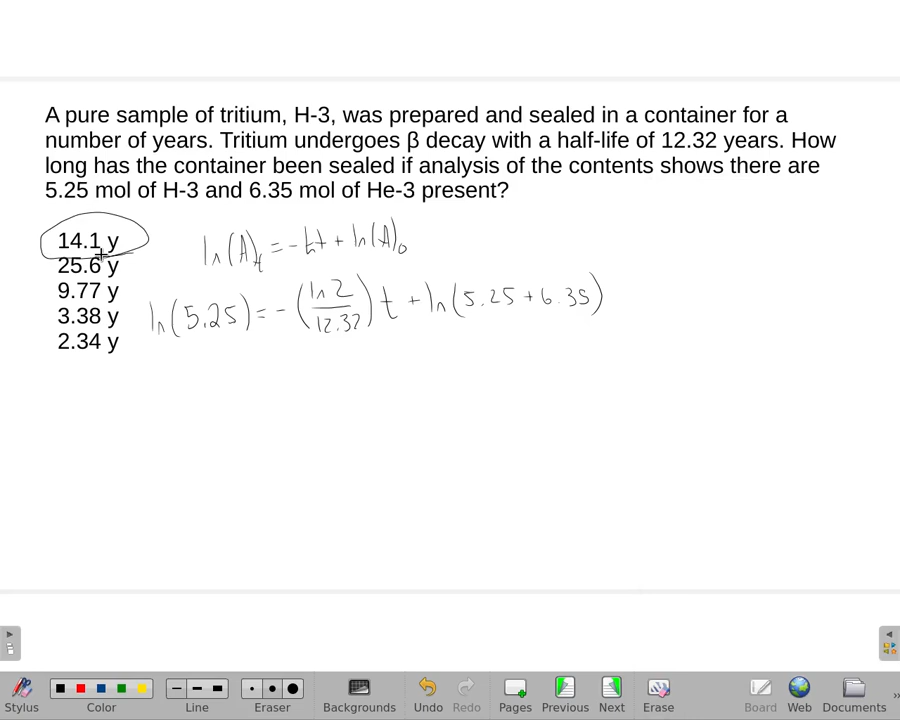 A pure sample of tritium, H-3, was prepared and sealed in a container for a
number of years. Tritium undergoes β decay with a half-life of 12.32 years. How
long has the container been sealed if analysis of the contents shows there are
5.25 mol of H-3 and 6.35 mol of He-3 present?
14.1 y
25.6 y
9.77 y
3.38 y
2.34 y
ln(A)t = -kt + ln(A)0
ln(5.25) = -(ln 2/12.32)t + ln(5.25 + 6.35)
Stylus Color Line Eraser Backgrounds Undo Redo Pages Previous Next Erase Board Web Documents